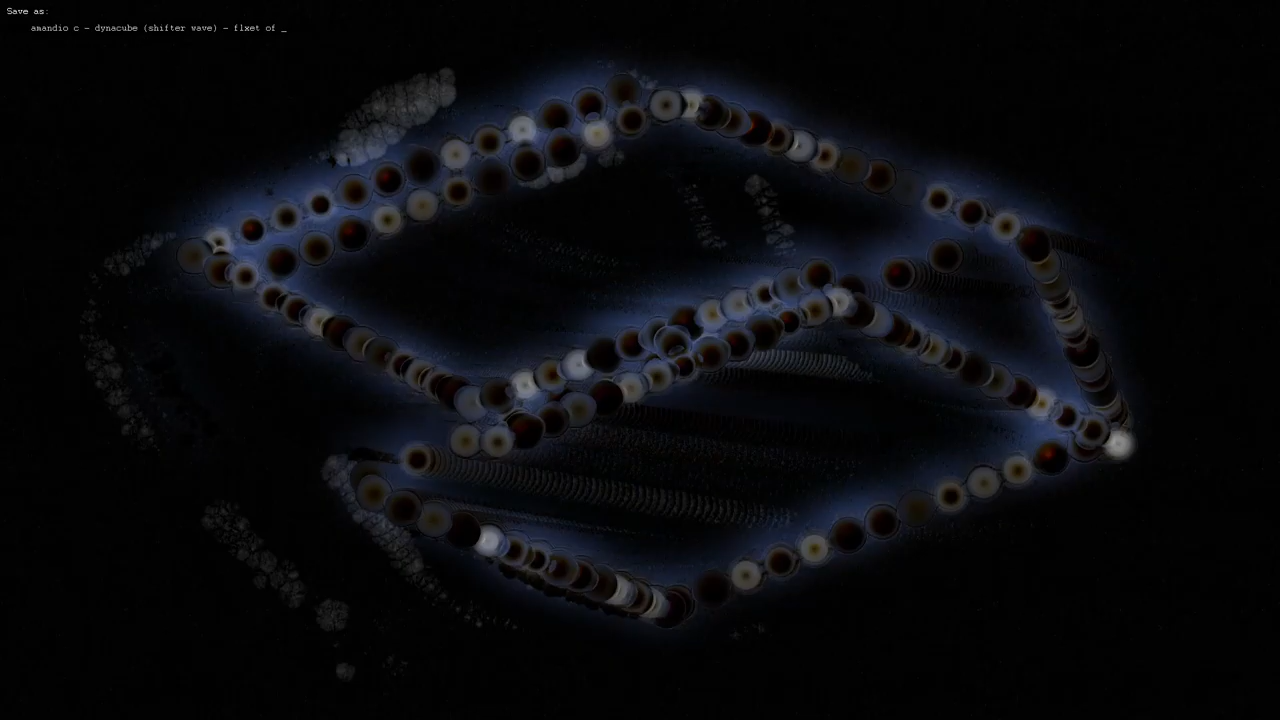 Save as:
amandio c - dynacube (shifter wave) - flxet of _